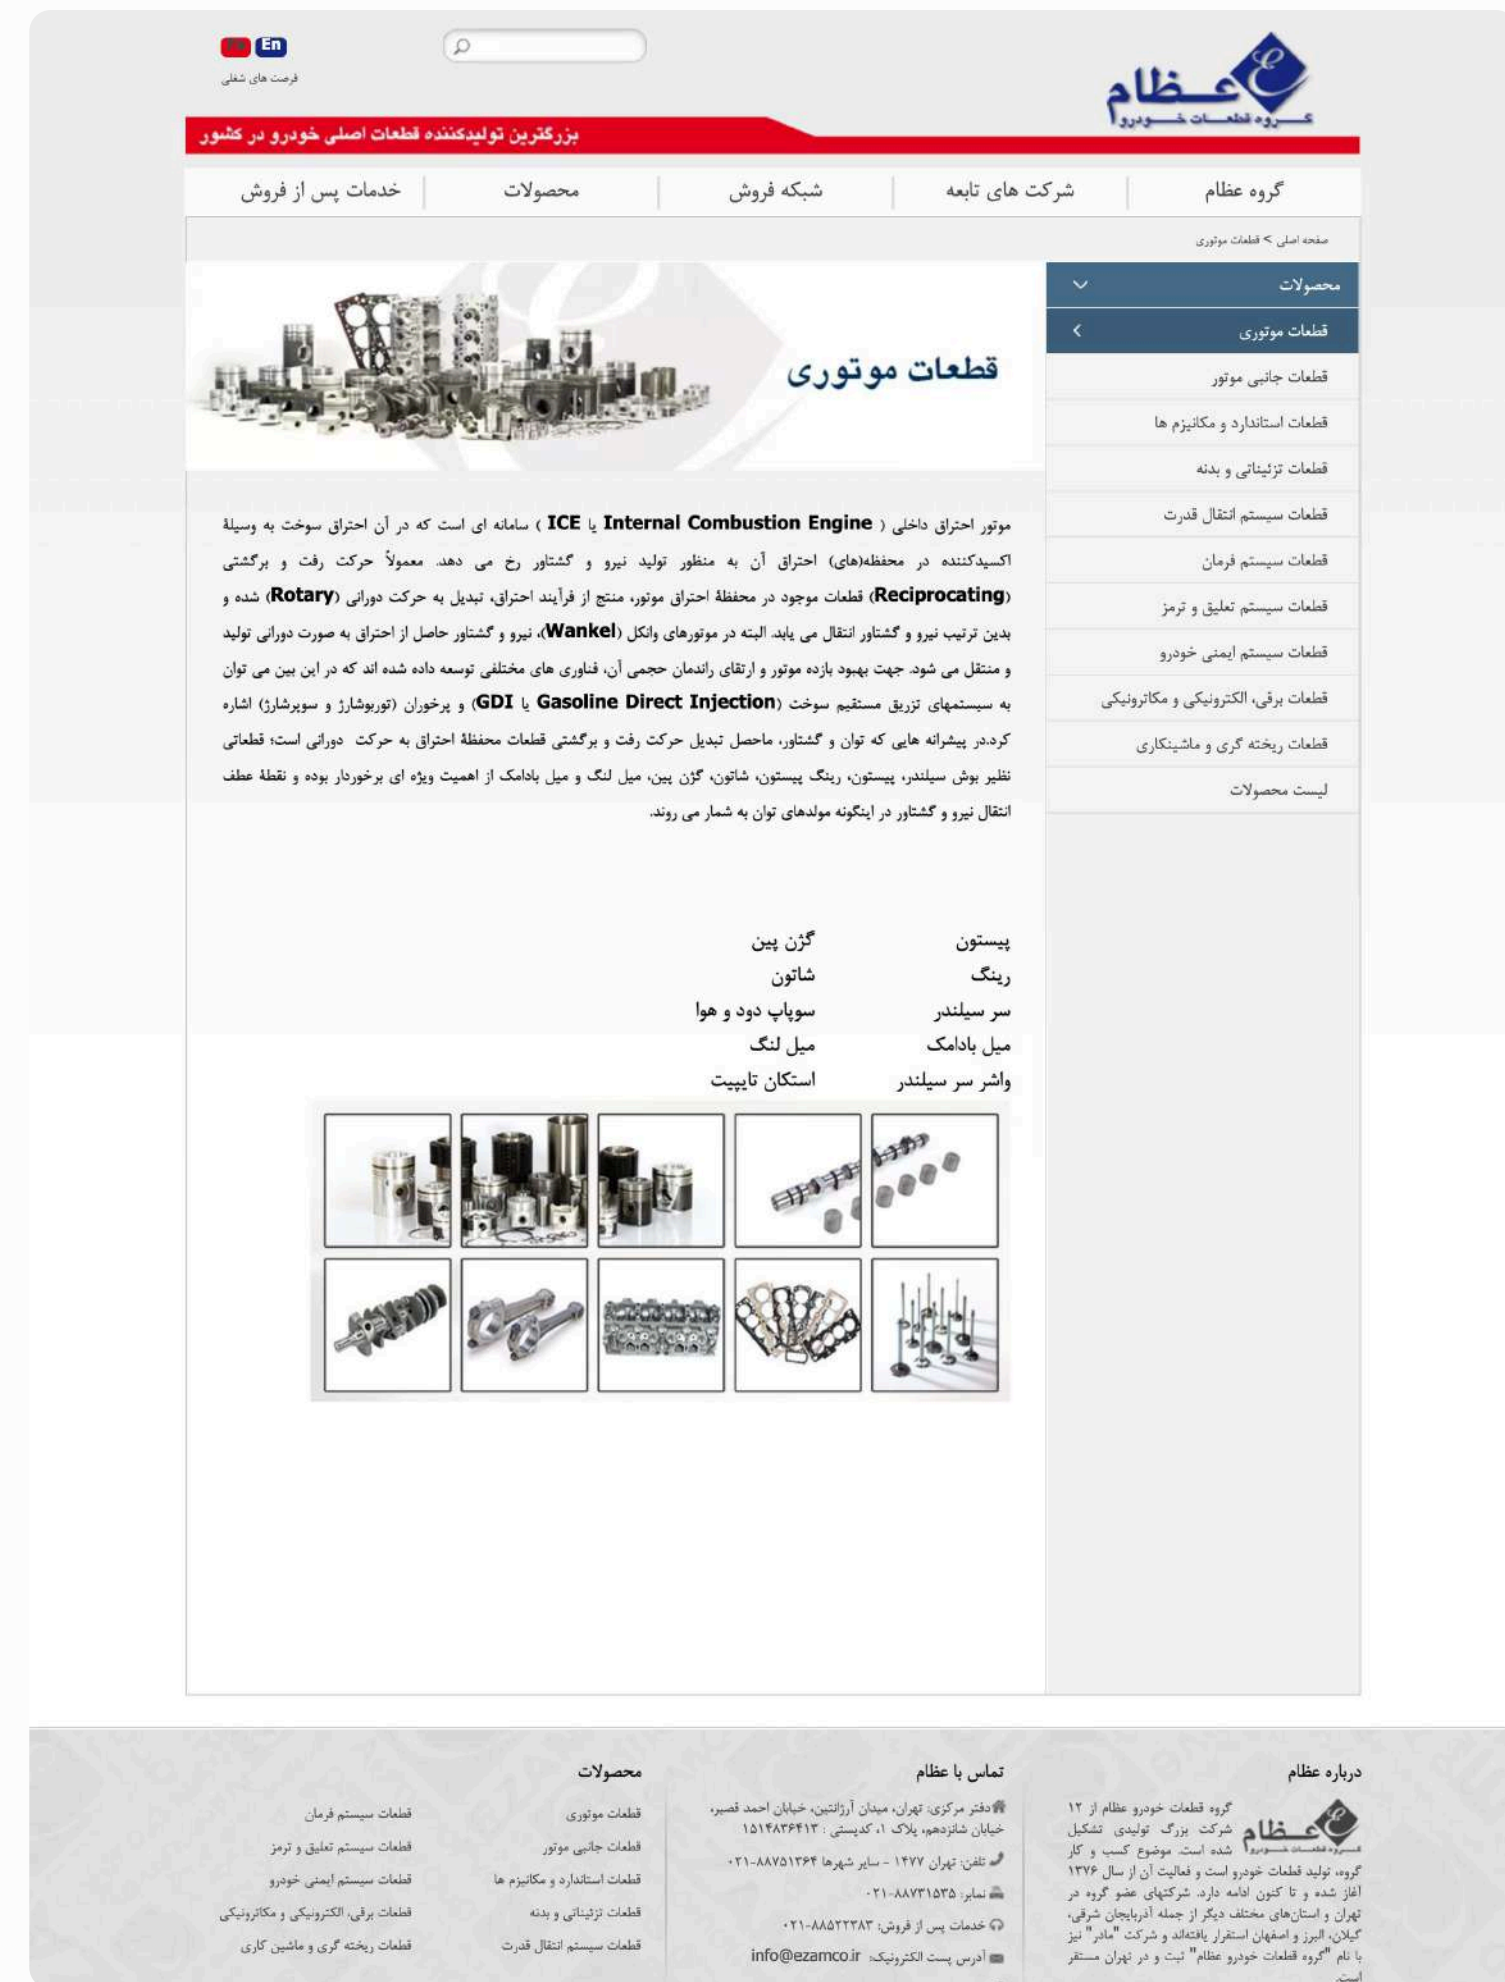 En
فرصت های شغلی
عظام
گروه قطعات خودرو
بزرگترین تولیدکننده قطعات اصلی خودرو در کشور
گروه عظام
شرکت های تابعه
شبکه فروش
محصولات
خدمات پس از فروش
صفحه اصلی > قطعات موتوری
محصولات
قطعات موتوری
قطعات جانبی موتور
قطعات استاندارد و مکانیزم ها
قطعات تزئیناتی و بدنه
قطعات سیستم انتقال قدرت
قطعات سیستم فرمان
قطعات سیستم تعلیق و ترمز
قطعات سیستم ایمنی خودرو
قطعات برقی، الکترونیکی و مکاترونیکی
قطعات ریخته گری و ماشینکاری
لیست محصولات
قطعات موتوری
موتور احتراق داخلی ( Internal Combustion Engine یا ICE ) سامانه ای است که در آن احتراق سوخت به وسیلهٔ
اکسیدکننده در محفظه(های) احتراق آن به منظور تولید نیرو و گشتاور رخ می دهد. معمولاً حرکت رفت و برگشتی
(Reciprocating) قطعات موجود در محفظهٔ احتراق موتور، منتج از فرآیند احتراق، تبدیل به حرکت دورانی (Rotary) شده و
بدین ترتیب نیرو و گشتاور انتقال می یابد. البته در موتورهای وانکل (Wankel)، نیرو و گشتاور حاصل از احتراق به صورت دورانی تولید
و منتقل می شود. جهت بهبود بازده موتور و ارتقای راندمان حجمی آن، فناوری های مختلفی توسعه داده شده اند که در این بین می توان
به سیستمهای تزریق مستقیم سوخت (Gasoline Direct Injection یا GDI) و پرخوران (توربوشارژ و سوپرشارژ) اشاره
کرد.در پیشرانه هایی که توان و گشتاور، ماحصل تبدیل حرکت رفت و برگشتی قطعات محفظهٔ احتراق به حرکت دورانی است؛ قطعاتی
نظیر بوش سیلندر، پیستون، رینگ پیستون، شاتون، گژن پین، میل لنگ و میل بادامک از اهمیت ویژه ای برخوردار بوده و نقطهٔ عطف
انتقال نیرو و گشتاور در اینگونه مولدهای توان به شمار می روند.
پیستون گژن پین
رینگ شاتون
سر سیلندر سوپاپ دود و هوا
میل بادامک میل لنگ
واشر سر سیلندر استکان تایپیت
درباره عظام
گروه قطعات خودرو عظام از ۱۲
شرکت بزرگ تولیدی تشکیل
شده است. موضوع کسب و کار
عظام
گروه قطعات خودرو
گروه، تولید قطعات خودرو است و فعالیت آن از سال ۱۳۷۶
آغاز شده و تا کنون ادامه دارد. شرکتهای عضو گروه در
تهران و استان‌های مختلف دیگر از جمله آذربایجان شرقی،
گیلان، البرز و اصفهان استقرار یافته‌اند و شرکت "مادر" نیز
با نام "گروه قطعات خودرو عظام" ثبت و در تهران مستقر
است.
تماس با عظام
دفتر مرکزی: تهران، میدان آرژانتین، خیابان احمد قصیر،
خیابان شانزدهم، پلاک ۱، کدپستی : ۱۵۱۴۸۳۶۴۱۳
تلفن: تهران ۱۴۷۷ - سایر شهرها ۸۸۷۵۱۳۶۴-۰۲۱
نمابر: ۸۸۷۳۱۵۳۵-۰۲۱
خدمات پس از فروش: ۸۸۵۲۲۳۸۳-۰۲۱
آدرس پست الکترونیک: info@ezamco.ir
محصولات
قطعات موتوری
قطعات جانبی موتور
قطعات استاندارد و مکانیزم ها
قطعات تزئیناتی و بدنه
قطعات سیستم انتقال قدرت
قطعات سیستم فرمان
قطعات سیستم تعلیق و ترمز
قطعات سیستم ایمنی خودرو
قطعات برقی، الکترونیکی و مکاترونیکی
قطعات ریخته گری و ماشین کاری